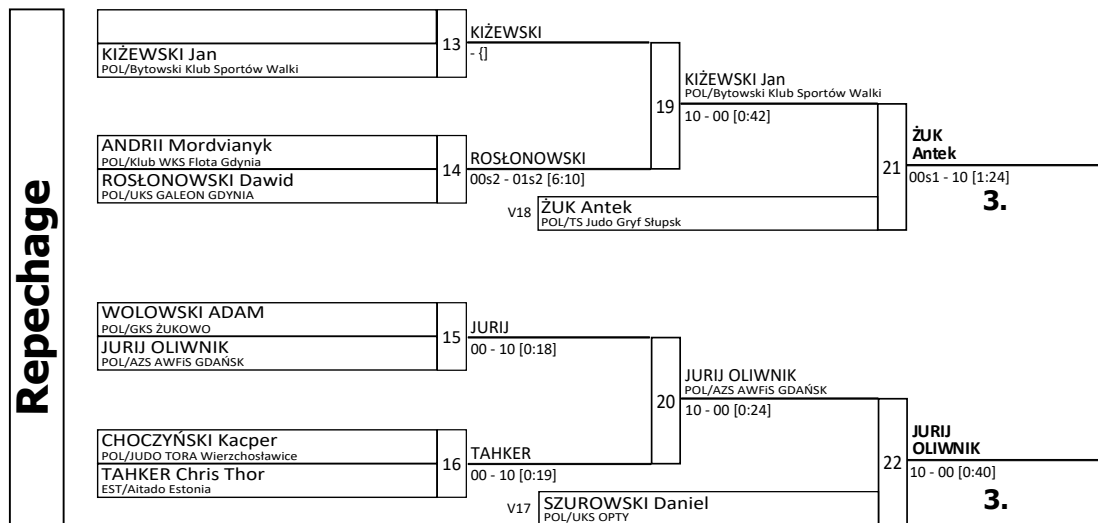 Repechage
13
KIŻEWSKI Jan
POL/Bytowski Klub Sportów Walki
KIŻEWSKI
- {]
ANDRII Mordvianyk
POL/Klub WKS Flota Gdynia
14
ROSŁONOWSKI Dawid
POL/UKS GALEON GDYNIA
ROSŁONOWSKI
00s2 - 01s2 [6:10]
19
KIŻEWSKI Jan
POL/Bytowski Klub Sportów Walki
10 - 00 [0:42]
V18
ŻUK Antek
POL/TS Judo Gryf Słupsk
21
ŻUK
Antek
00s1 - 10 [1:24]
3.
WOLOWSKI ADAM
POL/GKS ŻUKOWO
15
JURIJ OLIWNIK
POL/AZS AWFiS GDAŃSK
JURIJ
00 - 10 [0:18]
CHOCZYŃSKI Kacper
POL/JUDO TORA Wierzchosławice
16
TAHKER Chris Thor
EST/Aitado Estonia
TAHKER
00 - 10 [0:19]
20
JURIJ OLIWNIK
POL/AZS AWFiS GDAŃSK
10 - 00 [0:24]
V17
SZUROWSKI Daniel
POL/UKS OPTY
22
JURIJ
OLIWNIK
10 - 00 [0:40]
3.